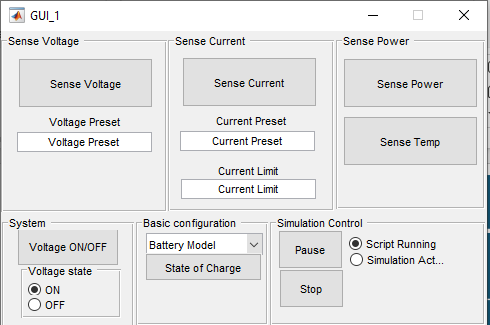 GUI_1
Sense Voltage
Sense Current
Sense Power
Sense Voltage
Sense Current
Sense Power
Voltage Preset
Voltage Preset
Current Preset
Current Preset
Sense Temp
Current Limit
Current Limit
System
Basic configuration
Simulation Control
Voltage ON/OFF
Battery Model
State of Charge
Pause
Script Running
Simulation Act...
Stop
Voltage state
ON
OFF